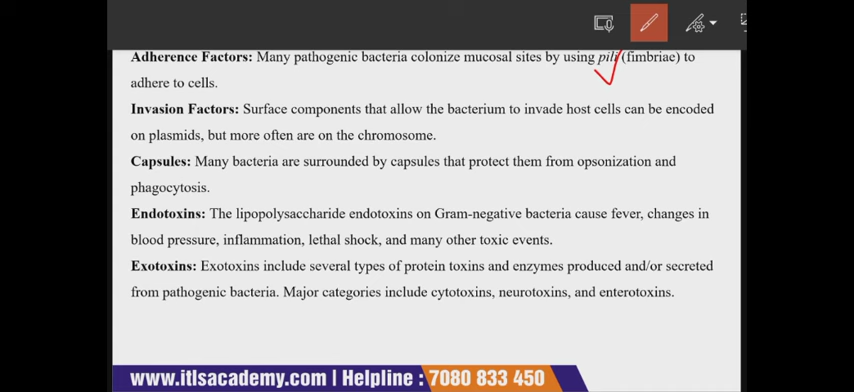 Adherence Factors: Many pathogenic bacteria colonize mucosal sites by using pili (fimbriae) to
adhere to cells.
Invasion Factors: Surface components that allow the bacterium to invade host cells can be encoded
on plasmids, but more often are on the chromosome.
Capsules: Many bacteria are surrounded by capsules that protect them from opsonization and
phagocytosis.
Endotoxins: The lipopolysaccharide endotoxins on Gram-negative bacteria cause fever, changes in
blood pressure, inflammation, lethal shock, and many other toxic events.
Exotoxins: Exotoxins include several types of protein toxins and enzymes produced and/or secreted
from pathogenic bacteria. Major categories include cytotoxins, neurotoxins, and enterotoxins.
www.itlsacademy.com | Helpline : 7080 833 450